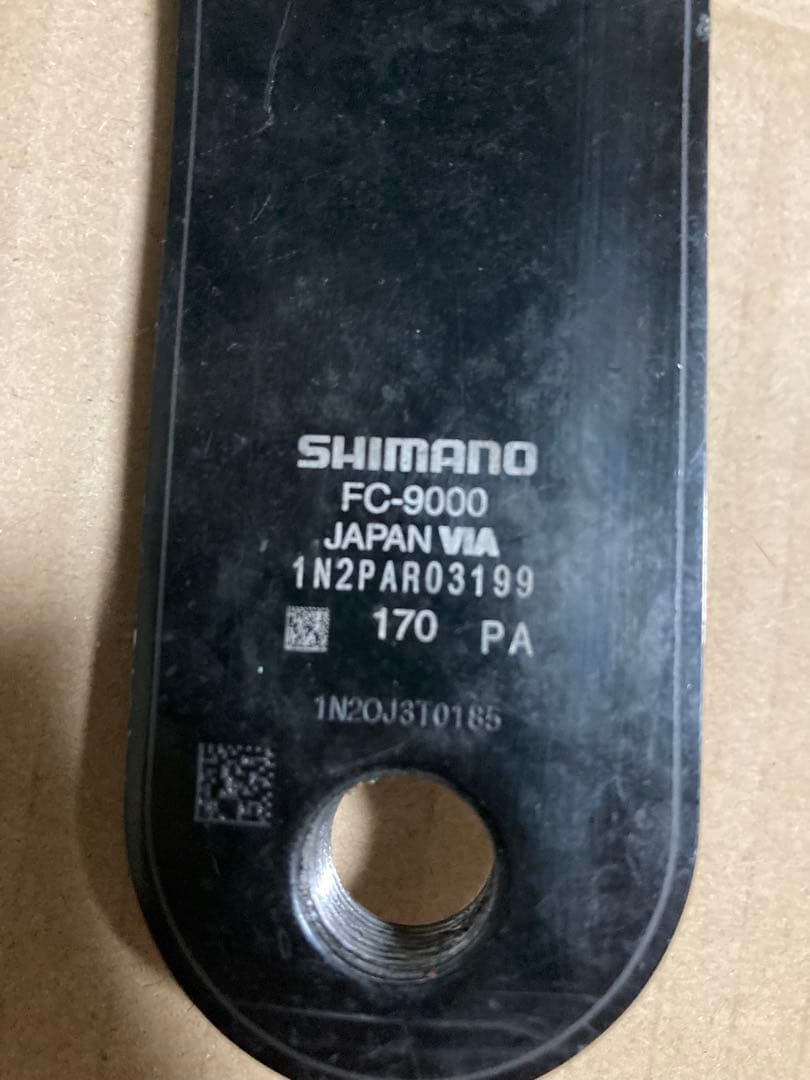 SHIMANO
FC-9000
JAPAN VIA
1N2PAR03199
170 PA
1N2OJ3T0185